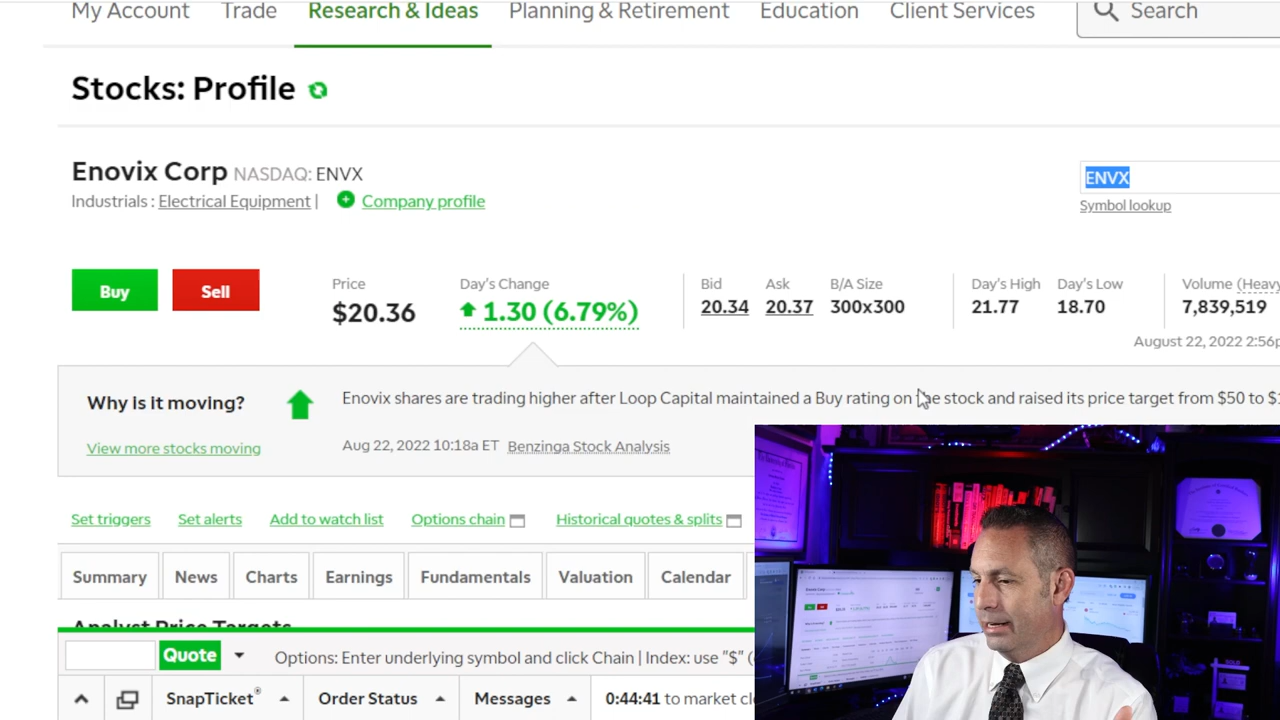 My Account Trade Research & Ideas Planning & Retirement Education Client Services Search
Stocks: Profile
Enovix Corp NASDAQ: ENVX
ENVX
Industrials : Electrical Equipment | Company profile
Symbol lookup
Buy Sell
Price Day's Change Bid Ask B/A Size Day's High Day's Low Volume (Heavy
$20.36 1.30 (6.79%) 20.34 20.37 300x300 21.77 18.70 7,839,519
August 22, 2022 2:56p
Why is it moving? Enovix shares are trading higher after Loop Capital maintained a Buy rating on the stock and raised its price target from $50 to $1
View more stocks moving Aug 22, 2022 10:18a ET Benzinga Stock Analysis
Set triggers Set alerts Add to watch list Options chain Historical quotes & splits
Summary News Charts Earnings Fundamentals Valuation Calendar
Analyst Price Targets
Quote Options: Enter underlying symbol and click Chain | Index: use "$" (
SnapTicket® Order Status Messages 0:44:41 to market cl